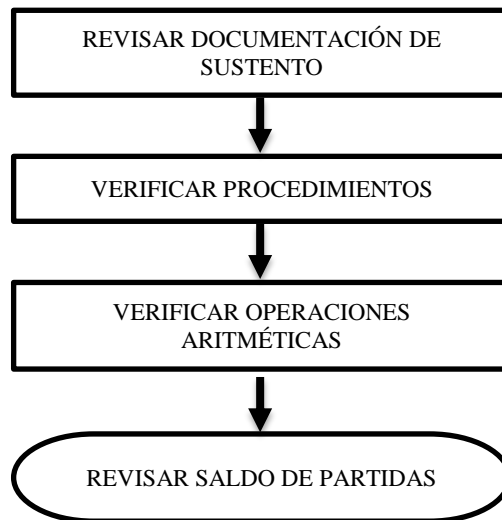 REVISAR DOCUMENTACIÓN DE
SUSTENTO
VERIFICAR PROCEDIMIENTOS
VERIFICAR OPERACIONES
ARITMÉTICAS
REVISAR SALDO DE PARTIDAS